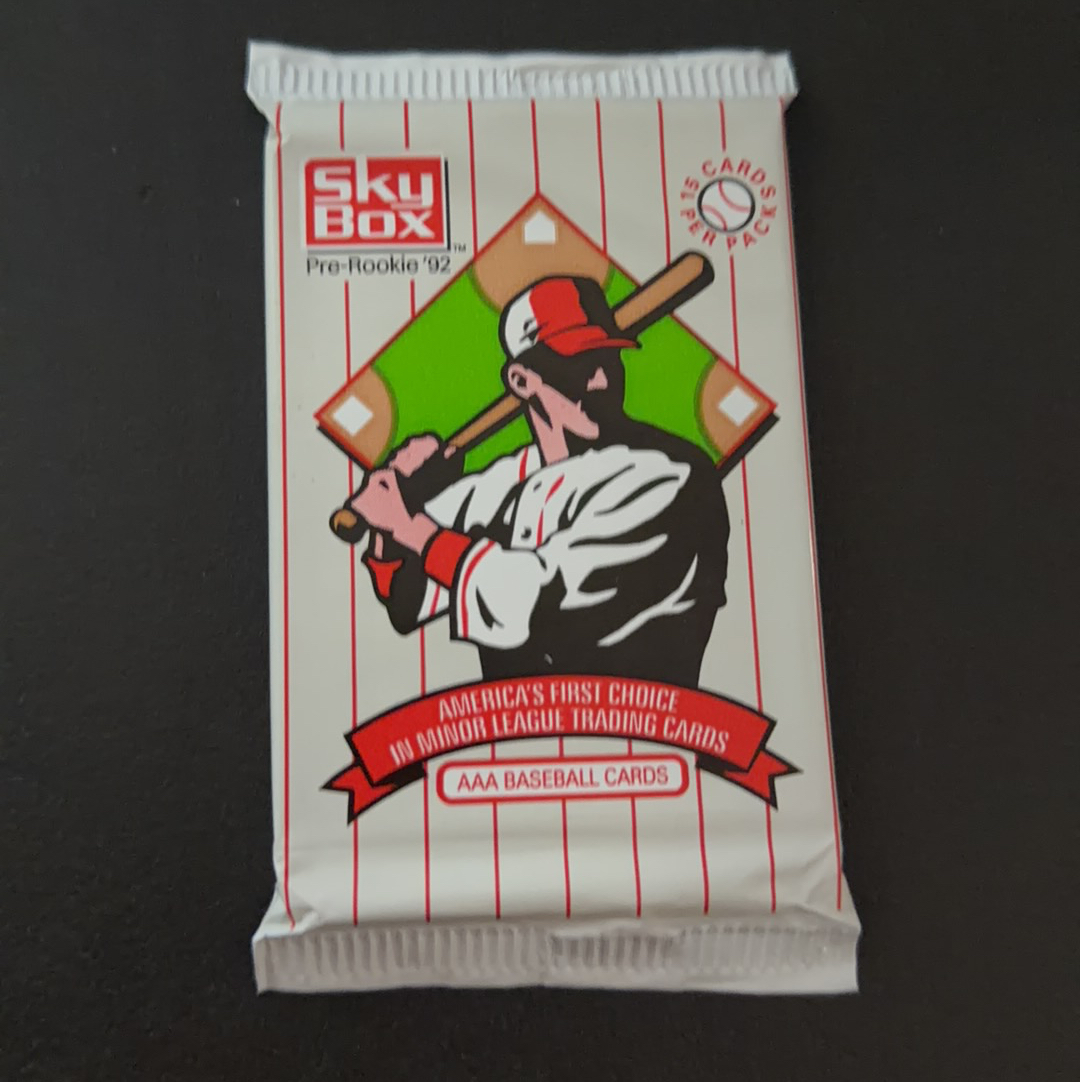 Sky
Box
™
Pre-Rookie '92
15 CARDS
PER PACK
AMERICA'S FIRST CHOICE
IN MINOR LEAGUE TRADING CARDS
AAA BASEBALL CARDS